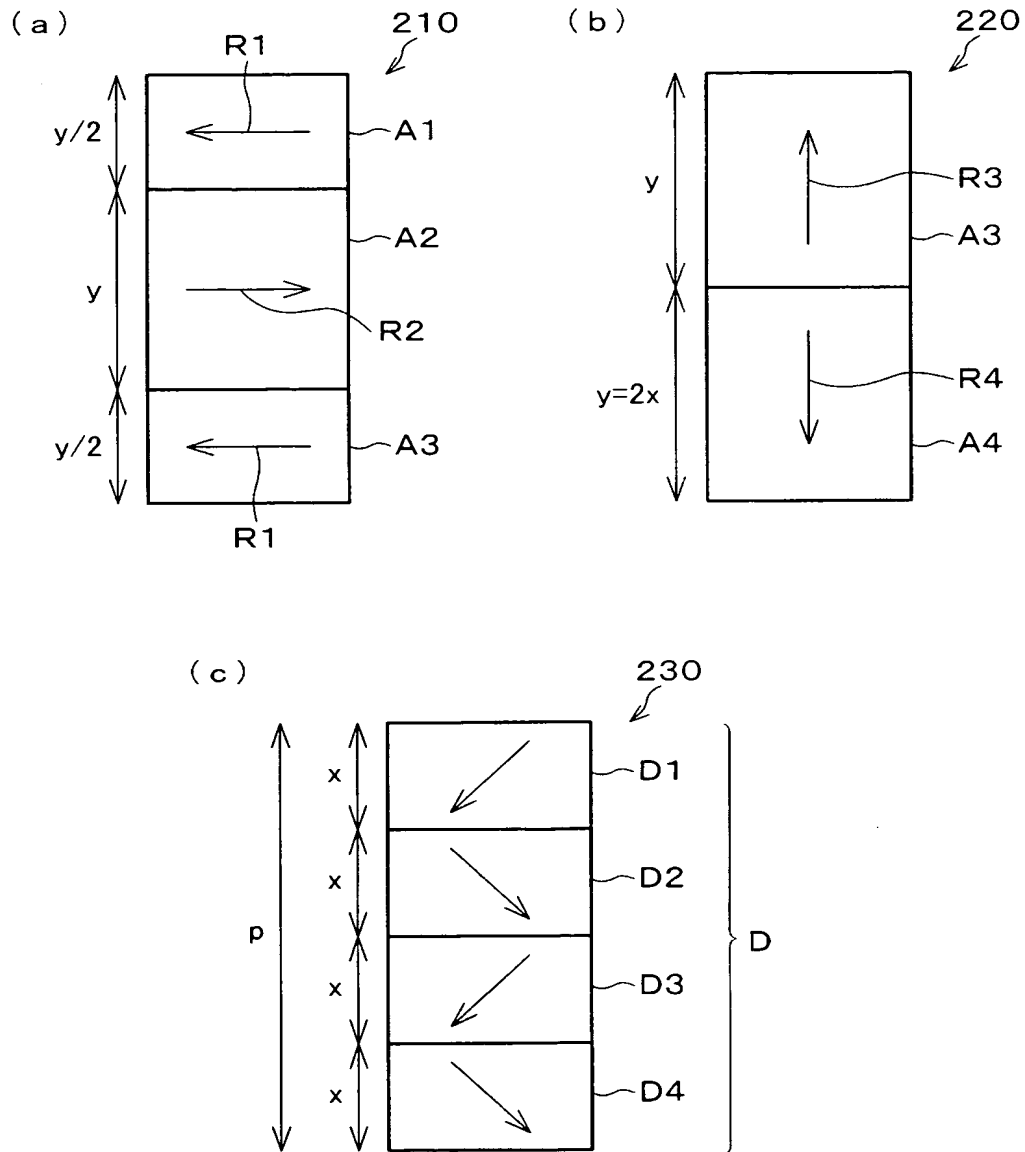 (a)
210
R1
y/2
A1
A2
y
R2
y/2
A3
R1
(b)
220
y
R3
A3
y=2x
R4
A4
(c)
230
p
x
D1
x
D2
x
D3
x
D4
D